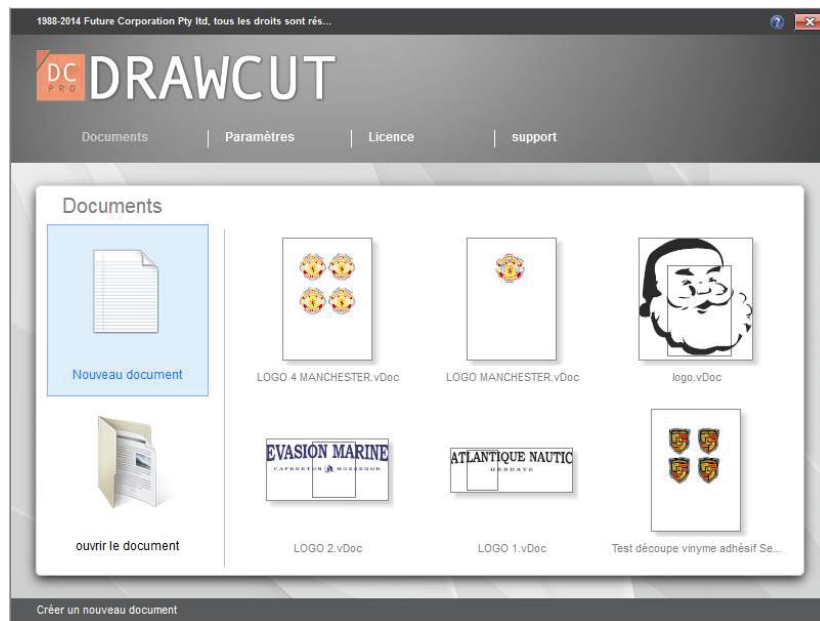 1988-2014 Future Corporation Pty ltd, tous les droits sont rés...
DC
PRO
DRAWCUT
Documents
Paramètres
Licence
support
Documents
Nouveau document
LOGO 4 MANCHESTER.vDoc
LOGO MANCHESTER.vDoc
logo.vDoc
EVASION MARINE
CAPBRETON HOSSEGOR
ATLANTIQUE NAUTIC
HENDAYE
ouvrir le document
LOGO 2.vDoc
LOGO 1.vDoc
Test découpe vinyme adhésif Se...
Créer un nouveau document